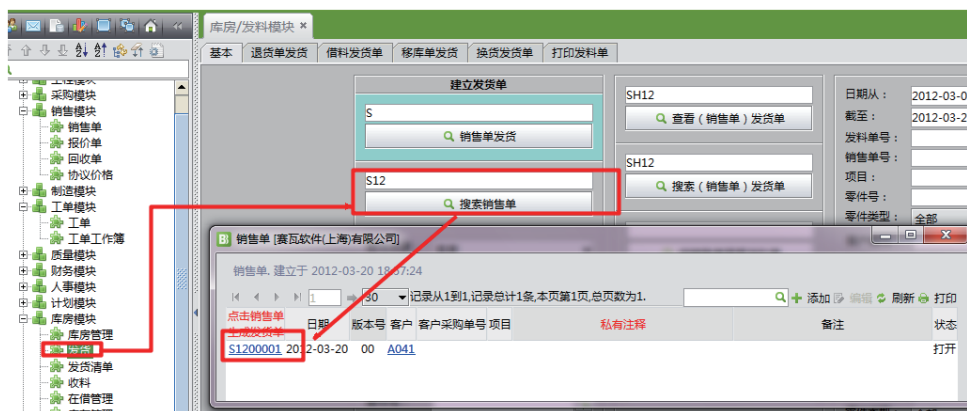 库房/发料模块 ×
基本 退货单发货 借料发货单 移库单发货 换货发货单 打印发料单
采购模块
销售模块
销售单
报价单
回收单
协议价格
制造模块
工单模块
工单
工单工作簿
质量模块
财务模块
人事模块
计划模块
库房模块
库房管理
发货
发货清单
收料
在借管理
建立发货单
S
销售单发货
S12
搜索销售单
SH12
查看（销售单）发货单
SH12
搜索（销售单）发货单
日期从： 2012-03-0
截至： 2012-03-2
发料单号：
销售单号：
项目：
零件号：
零件类型： 全部
销售单 [赛瓦软件(上海)有限公司]
销售单. 建立于 2012-03-20 18:57:24
1 30 记录从1到1,记录总计1条,本页第1页,总页数为1. 添加 编辑 刷新 打印
点击销售单
生成发货单 日期 版本号 客户 客户采购单号 项目 私有注释 备注 状态
S1200001 2012-03-20 00 A041 打开